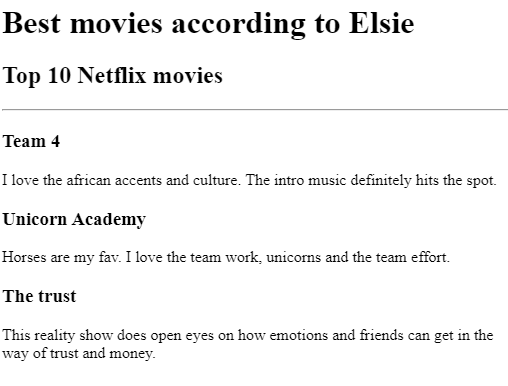 Best movies according to Elsie
Top 10 Netflix movies
Team 4
I love the african accents and culture. The intro music definitely hits the spot.
Unicorn Academy
Horses are my fav. I love the team work, unicorns and the team effort.
The trust
This reality show does open eyes on how emotions and friends can get in the
way of trust and money.